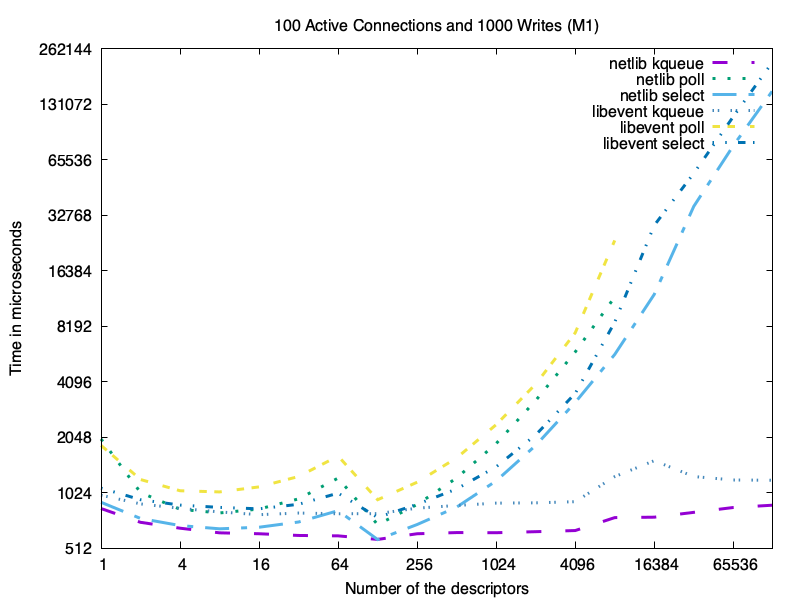 100 Active Connections and 1000 Writes (M1)
262144
131072
65536
32768
16384
8192
4096
2048
1024
512
Time in microseconds
netlib kqueue
netlib poll
netlib select
libevent kqueue
libevent poll
libevent select
1 4 16 64 256 1024 4096 16384 65536
Number of the descriptors